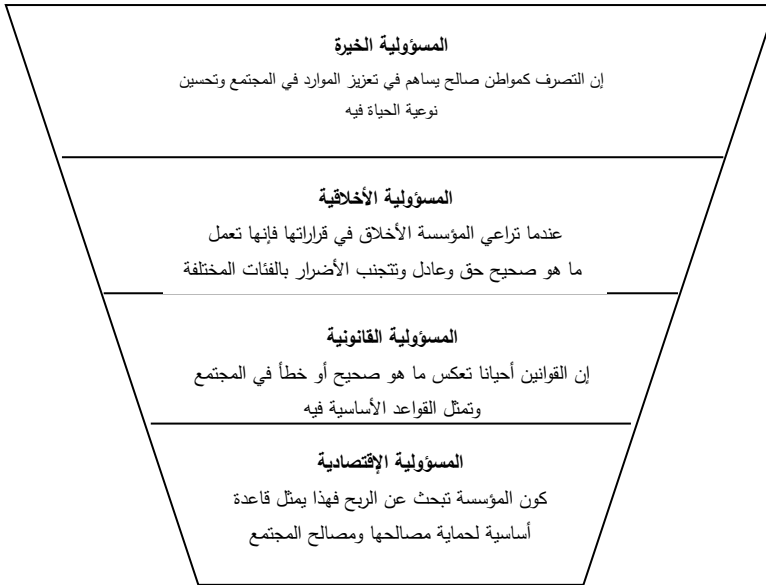 المسؤولية الخيرة
إن التصرف كمواطن صالح يساهم في تعزيز الموارد في المجتمع وتحسين
نوعية الحياة فيه
المسؤولية الأخلاقية
عندما تراعي المؤسسة الأخلاق في قراراتها فإنها تعمل
ما هو صحيح حق وعادل وتتجنب الأضرار بالفئات المختلفة
المسؤولية القانونية
إن القوانين أحيانا تعكس ما هو صحيح أو خطأ في المجتمع
وتمثل القواعد الأساسية فيه
المسؤولية الإقتصادية
كون المؤسسة تبحث عن الربح فهذا يمثل قاعدة
أساسية لحماية مصالحها ومصالح المجتمع